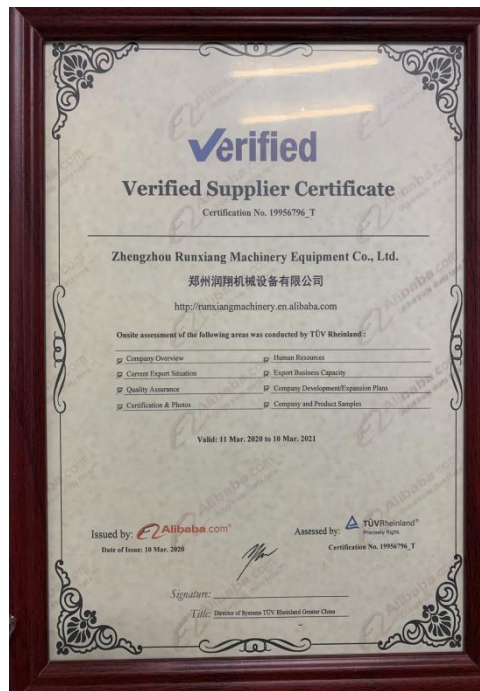 Verified
Verified Supplier Certificate
Certification No. 19956796_T
Zhengzhou Runxiang Machinery Equipment Co., Ltd.
郑州润翔机械设备有限公司
http://runxiangmachinery.en.alibaba.com
Onsite assessment of the following areas was conducted by TÜV Rheinland :
Company Overview Human Resources
Current Export Situation Export Business Capacity
Quality Assurance Company Development/Expansion Plans
Certification & Photos Company and Product Samples
Valid: 11 Mar. 2020 to 10 Mar. 2021
Issued by: Alibaba.com® Assessed by: TÜVRheinland®
Precisely Right.
Date of Issue: 10 Mar. 2020 Certification No. 19956796_T
Signature:
Title: Director of Systems TÜV Rheinland Greater China